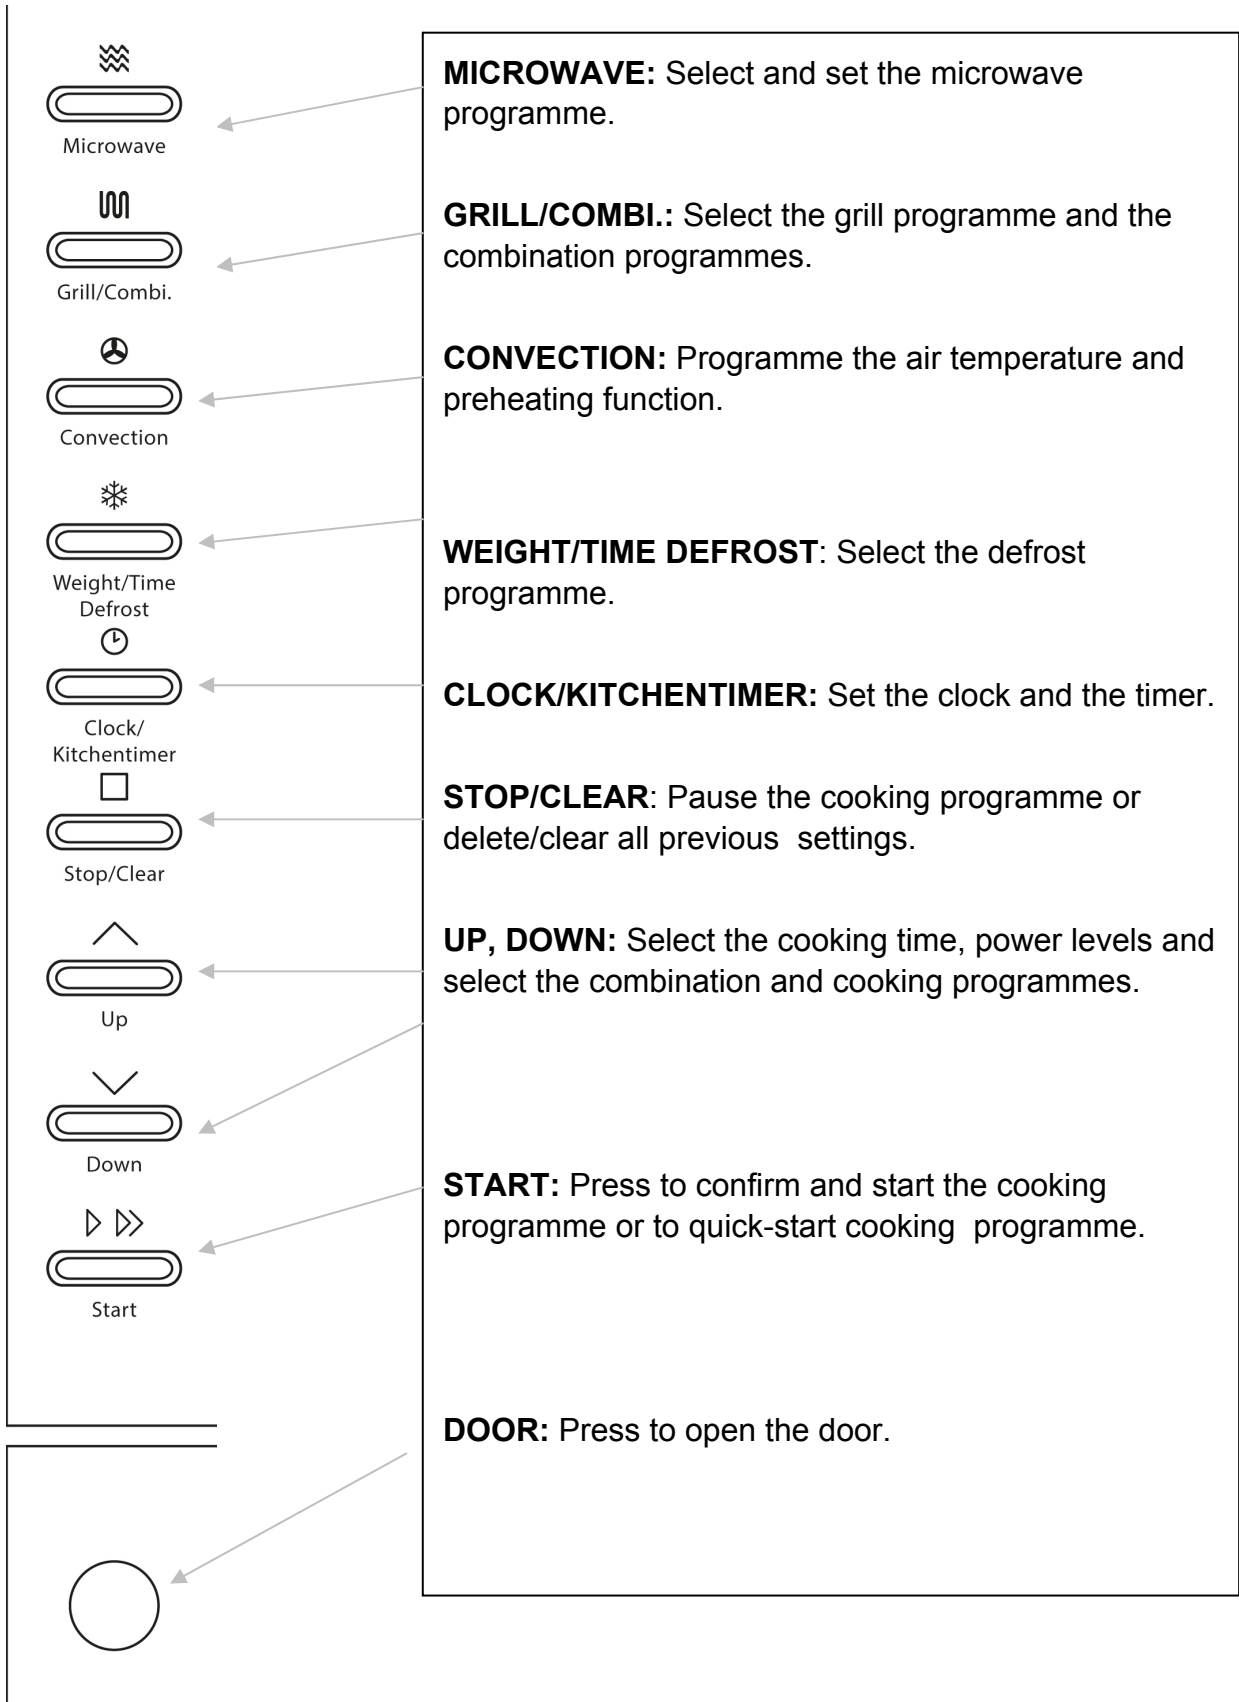 Microwave
Grill/Combi.
Convection
Weight/Time
Defrost
Clock/
Kitchentimer
Stop/Clear
Up
Down
Start
MICROWAVE: Select and set the microwave
programme.
GRILL/COMBI.: Select the grill programme and the
combination programmes.
CONVECTION: Programme the air temperature and
preheating function.
WEIGHT/TIME DEFROST: Select the defrost
programme.
CLOCK/KITCHENTIMER: Set the clock and the timer.
STOP/CLEAR: Pause the cooking programme or
delete/clear all previous  settings.
UP, DOWN: Select the cooking time, power levels and
select the combination and cooking programmes.
START: Press to confirm and start the cooking
programme or to quick-start cooking  programme.
DOOR: Press to open the door.